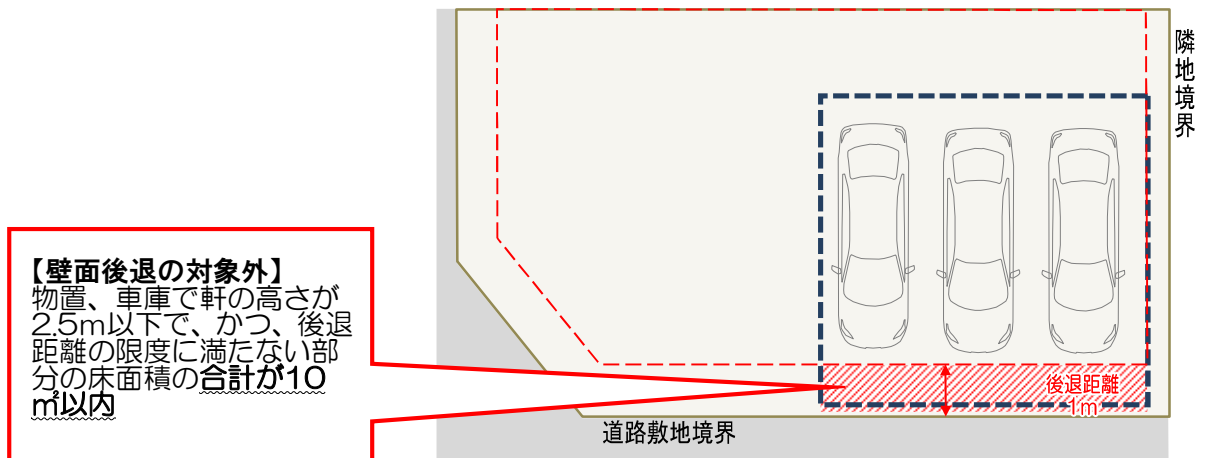 隣地境界
【壁面後退の対象外】
物置、車庫で軒の高さが
2.5m以下で、かつ、後退
距離の限度に満たない部
分の床面積の合計が10
㎡以内
後退距離
1m
道路敷地境界